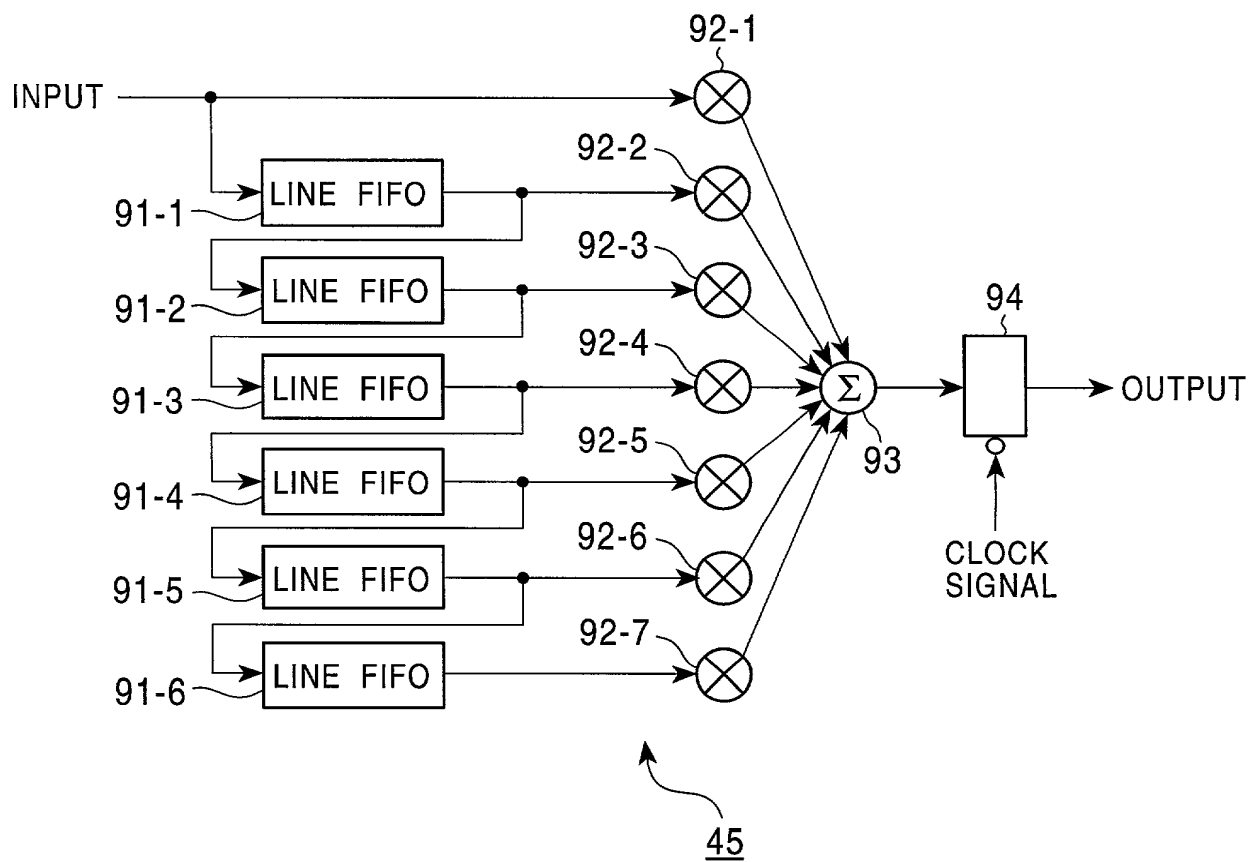 92-1
INPUT
92-2
LINE FIFO
91-1
92-3
LINE FIFO
91-2
94
92-4
LINE FIFO
91-3
Σ
OUTPUT
93
92-5
LINE FIFO
91-4
92-6
CLOCK
SIGNAL
LINE FIFO
91-5
92-7
LINE FIFO
91-6
45